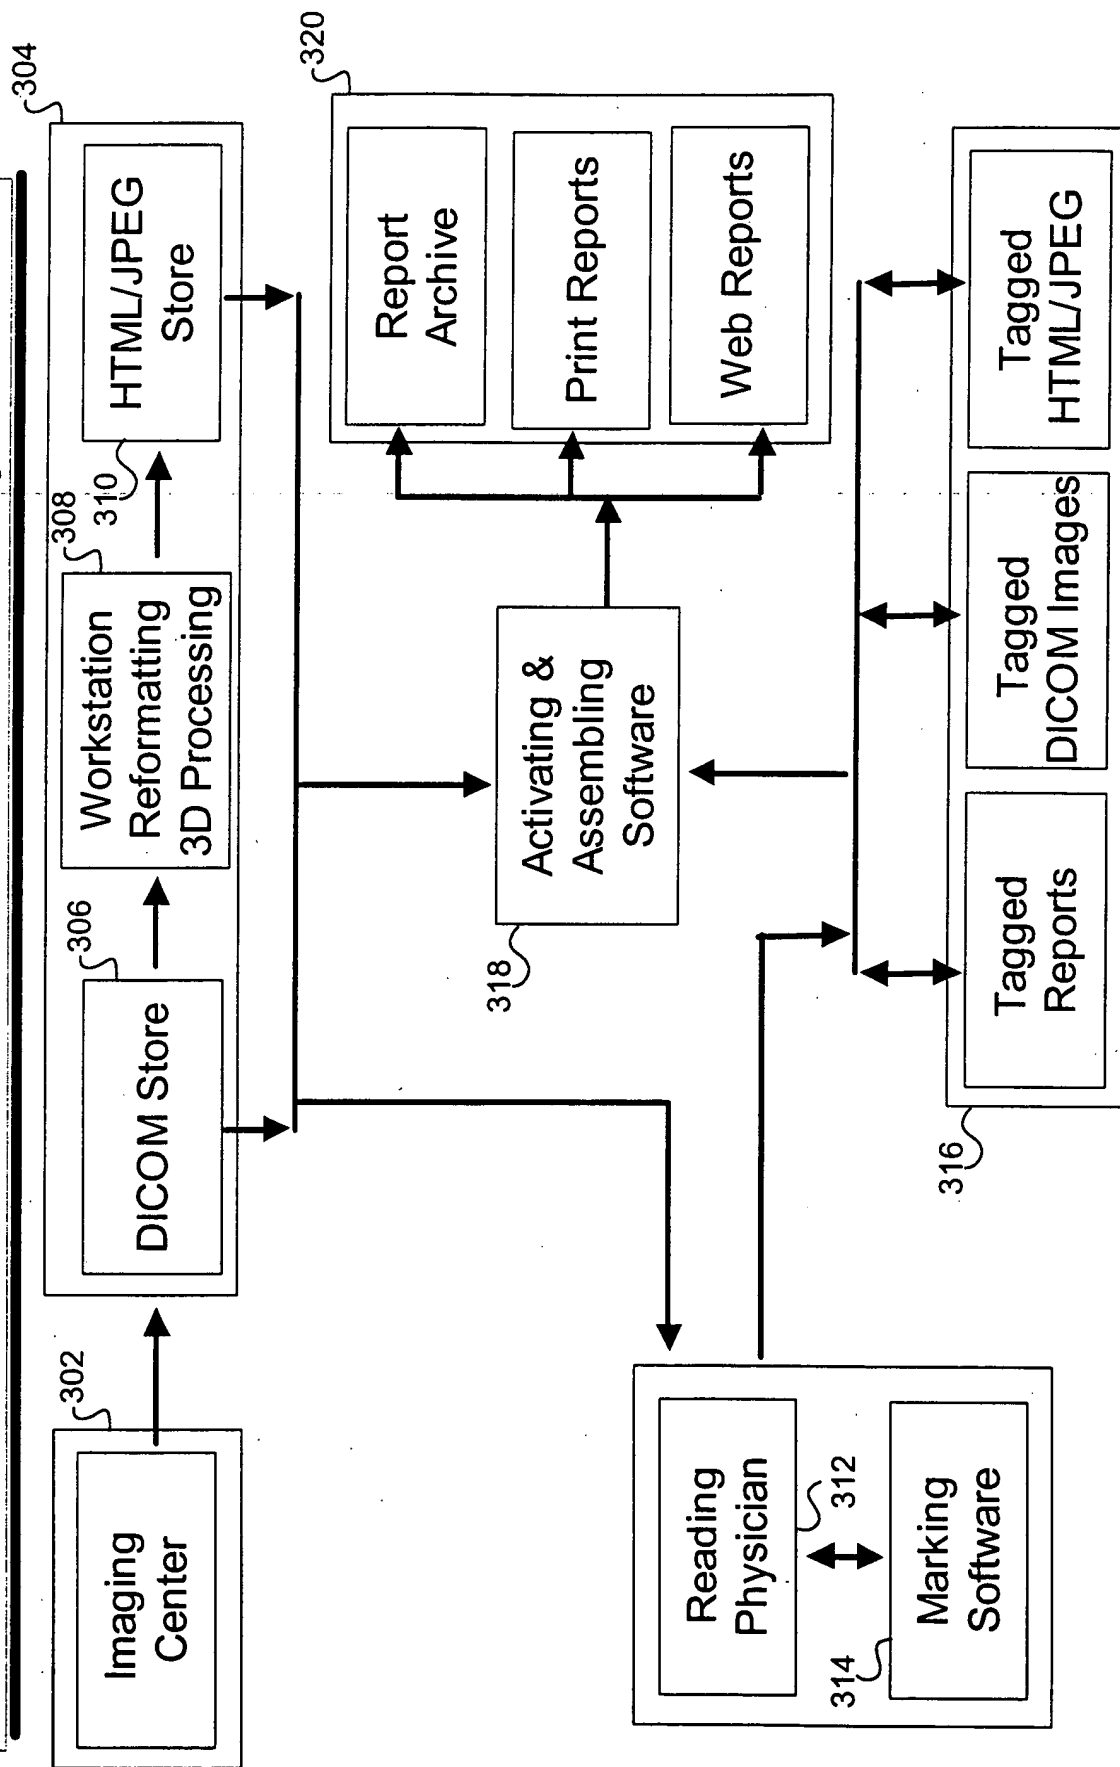 302
Imaging
Center
304
306
DICOM Store
308
Workstation
Reformatting
3D Processing
310
HTML/JPEG
Store
320
Report
Archive
Print Reports
Web Reports
318
Activating &
Assembling
Software
Reading
Physician
312
314
Marking
Software
316
Tagged
Reports
Tagged
DICOM Images
Tagged
HTML/JPEG